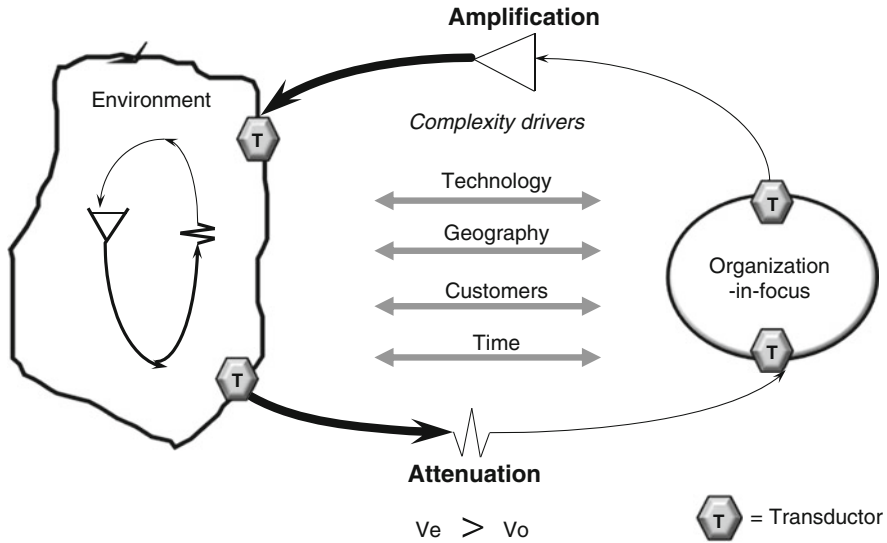 Amplification
Environment
T
Complexity drivers
Technology
T
Geography
Organization
-in-focus
Customers
Time
T
T
Attenuation
Ve > Vo
T = Transductor